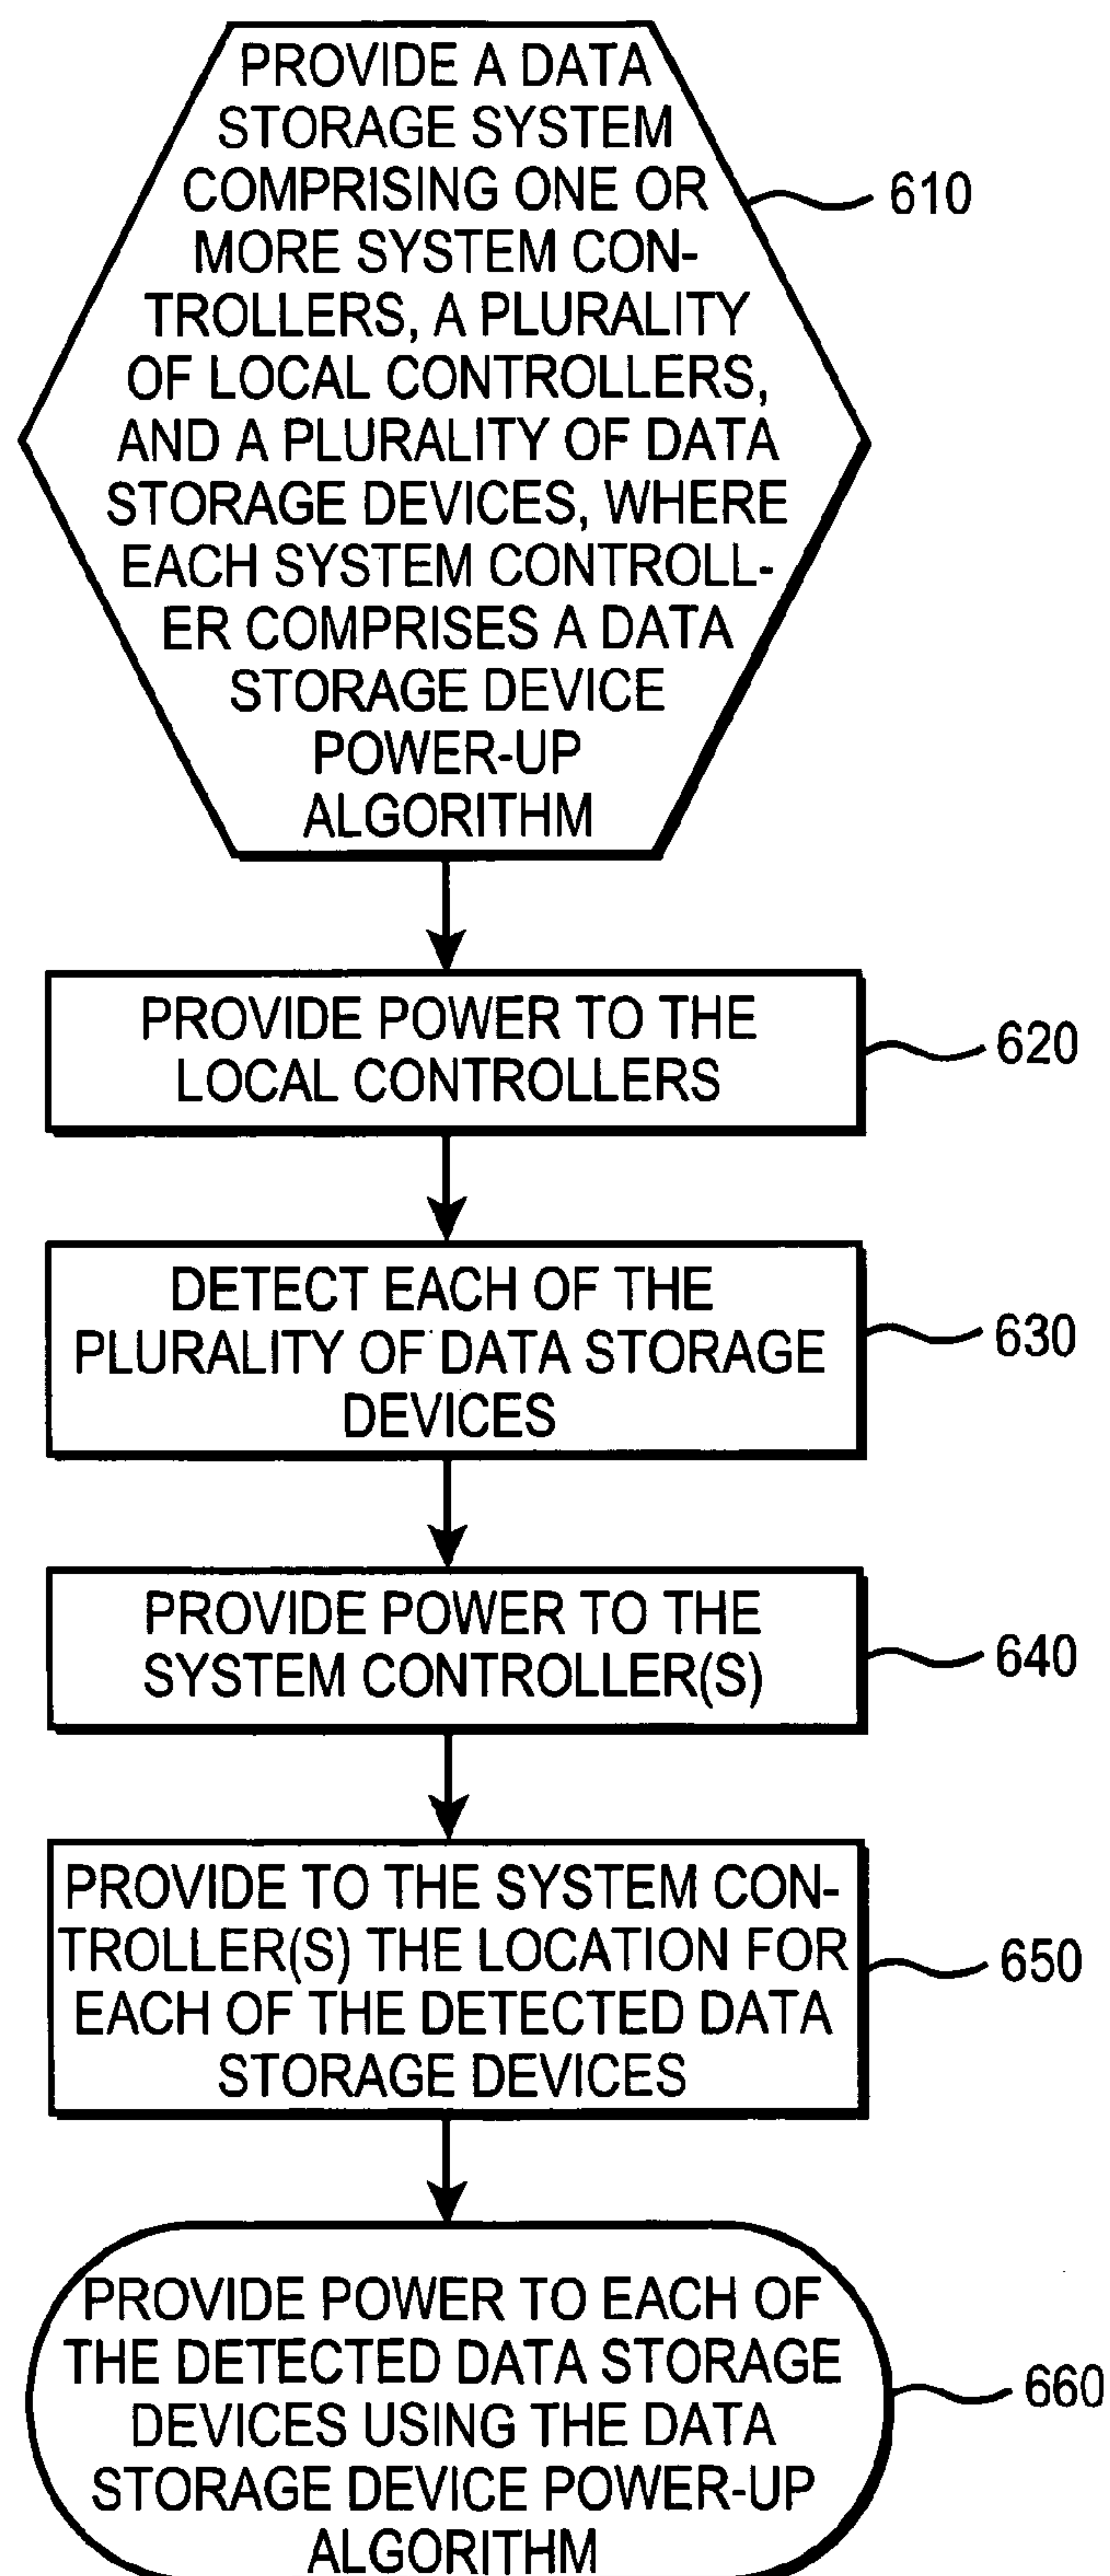 PROVIDE A DATA
STORAGE SYSTEM
COMPRISING ONE OR
MORE SYSTEM CON-
TROLLERS, A PLURALITY
OF LOCAL CONTROLLERS,
AND A PLURALITY OF DATA
STORAGE DEVICES, WHERE
EACH SYSTEM CONTROLL-
ER COMPRISES A DATA
STORAGE DEVICE
POWER-UP
ALGORITHM
610
PROVIDE POWER TO THE
LOCAL CONTROLLERS
620
DETECT EACH OF THE
PLURALITY OF DATA STORAGE
DEVICES
630
PROVIDE POWER TO THE
SYSTEM CONTROLLER(S)
640
PROVIDE TO THE SYSTEM CON-
TROLLER(S) THE LOCATION FOR
EACH OF THE DETECTED DATA
STORAGE DEVICES
650
PROVIDE POWER TO EACH OF
THE DETECTED DATA STORAGE
DEVICES USING THE DATA
STORAGE DEVICE POWER-UP
ALGORITHM
660